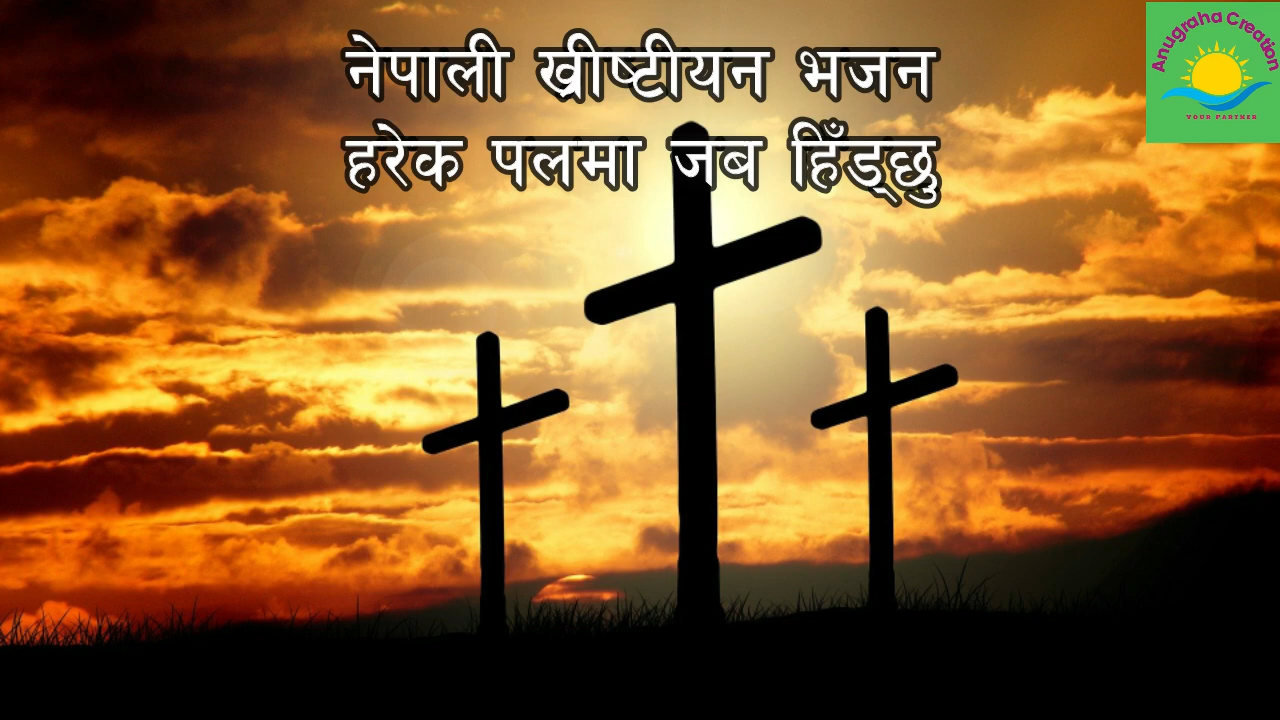 नेपाली ख्रीष्टीयन भजन
हरेक पलमा जब हिँड्छु
Anugraha Creation
YOUR PARTNER